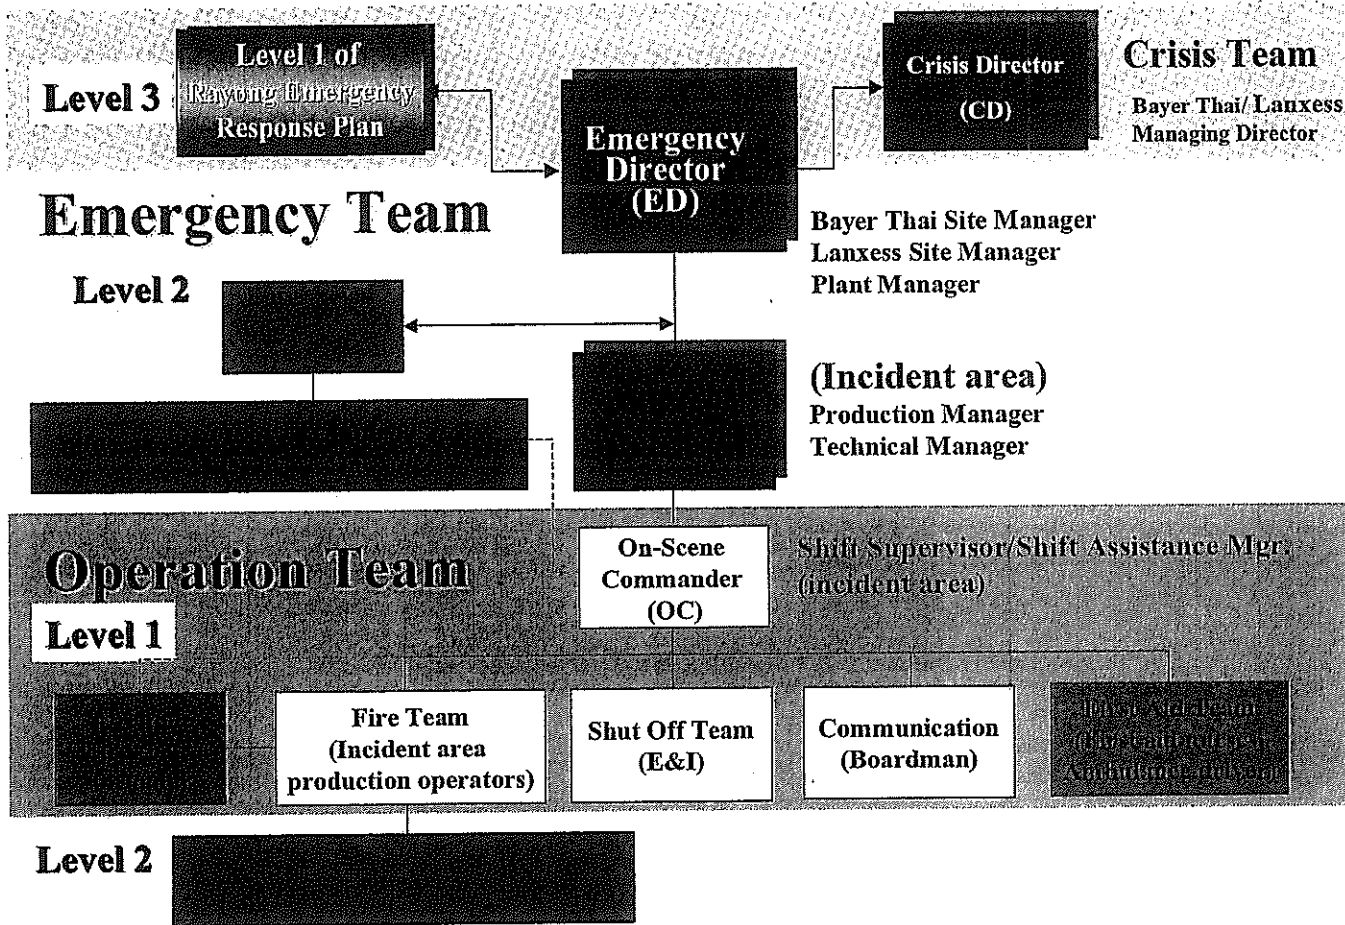 Level 3
Level 1 of
Rayong Emergency
Response Plan
Emergency
Director
(ED)
Crisis Director
(CD)
Crisis Team
Bayer Thai/ Lanxess
Managing Director
Emergency Team
Bayer Thai Site Manager
Lanxess Site Manager
Plant Manager
Level 2
(Incident area)
Production Manager
Technical Manager
Operation Team
Level 1
On-Scene
Commander
(OC)
Shift Supervisor/Shift Assistance Mgr.
(incident area)
Fire Team
(Incident area
production operators)
Shut Off Team
(E&I)
Communication
(Boardman)
First Aid Team
Level 2